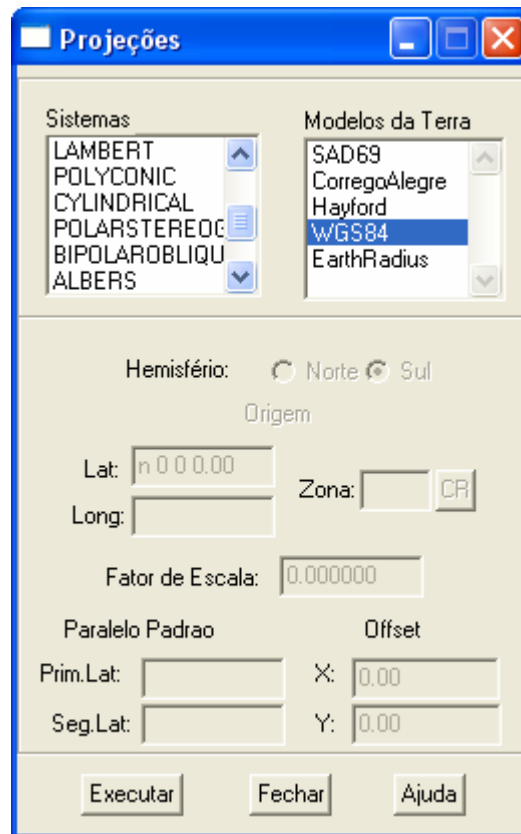 Projeções
Sistemas
LAMBERT
POLYCONIC
CYLINDRICAL
POLARSTEREOG
BIPOLAROBLIQU
ALBERS
Modelos da Terra
SAD69
CorregoAlegre
Hayford
WGS84
EarthRadius
Hemisfério: Norte Sul
Origem
Lat: n 0 0 0.00
Long:
Zona: CR
Fator de Escala: 0.000000
Paralelo Padrao
Prim.Lat:
Seg.Lat:
Offset
X: 0.00
Y: 0.00
Executar Fechar Ajuda